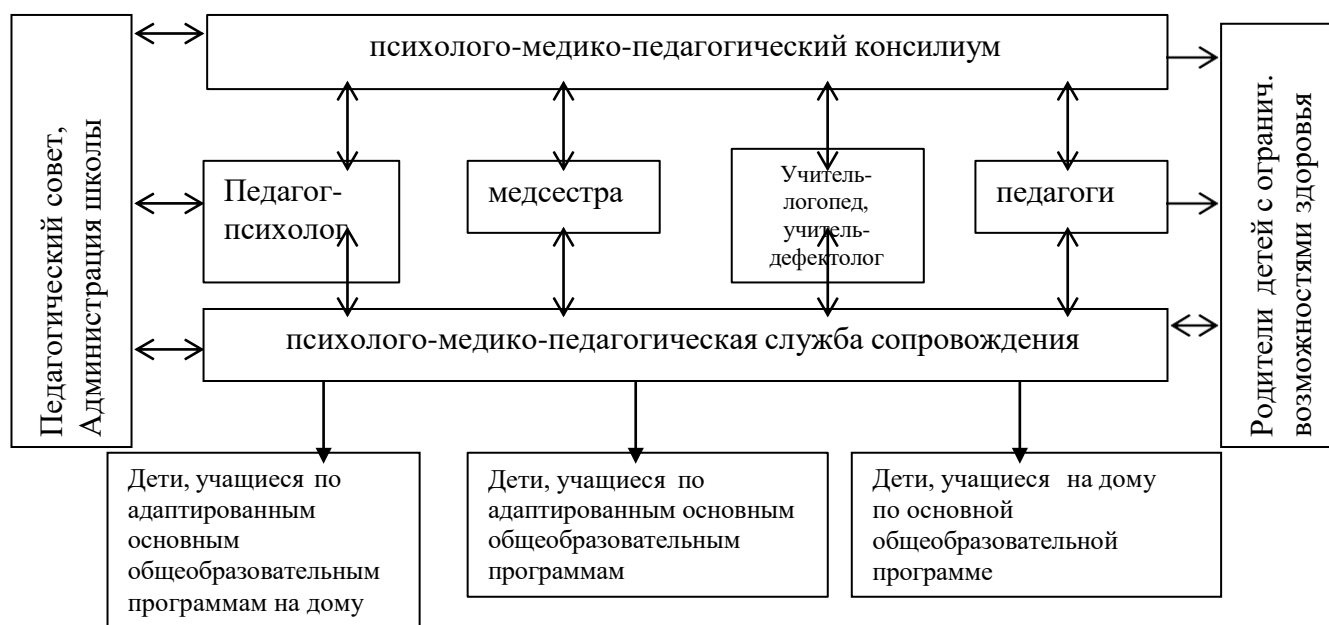 Педагогический совет,
Администрация школы
психолого-медико-педагогический консилиум
Родители детей с огранич.
возможностями здоровья
Педагог-
психолог
медсестра
Учитель-
логопед,
учитель-
дефектолог
педагоги
психолого-медико-педагогическая служба сопровождения
Дети, учащиеся по
адаптированным
основным
общеобразовательным
программам на дому
Дети, учащиеся по
адаптированным основным
общеобразовательным
программам
Дети, учащиеся на дому
по основной
общеобразовательной
программе